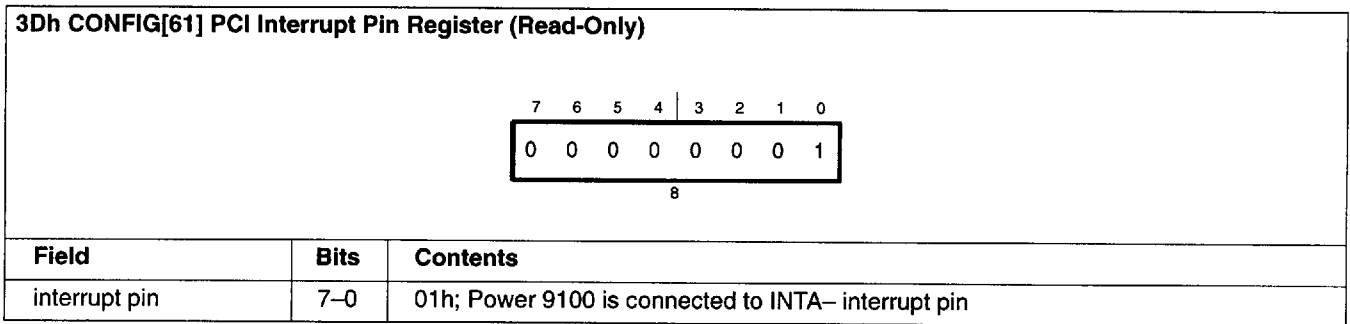 3Dh CONFIG[61] PCI Interrupt Pin Register (Read-Only)
7 6 5 4 3 2 1 0
0 0 0 0 0 0 0 1
8
Field Bits Contents
interrupt pin 7–0 01h; Power 9100 is connected to INTA– interrupt pin